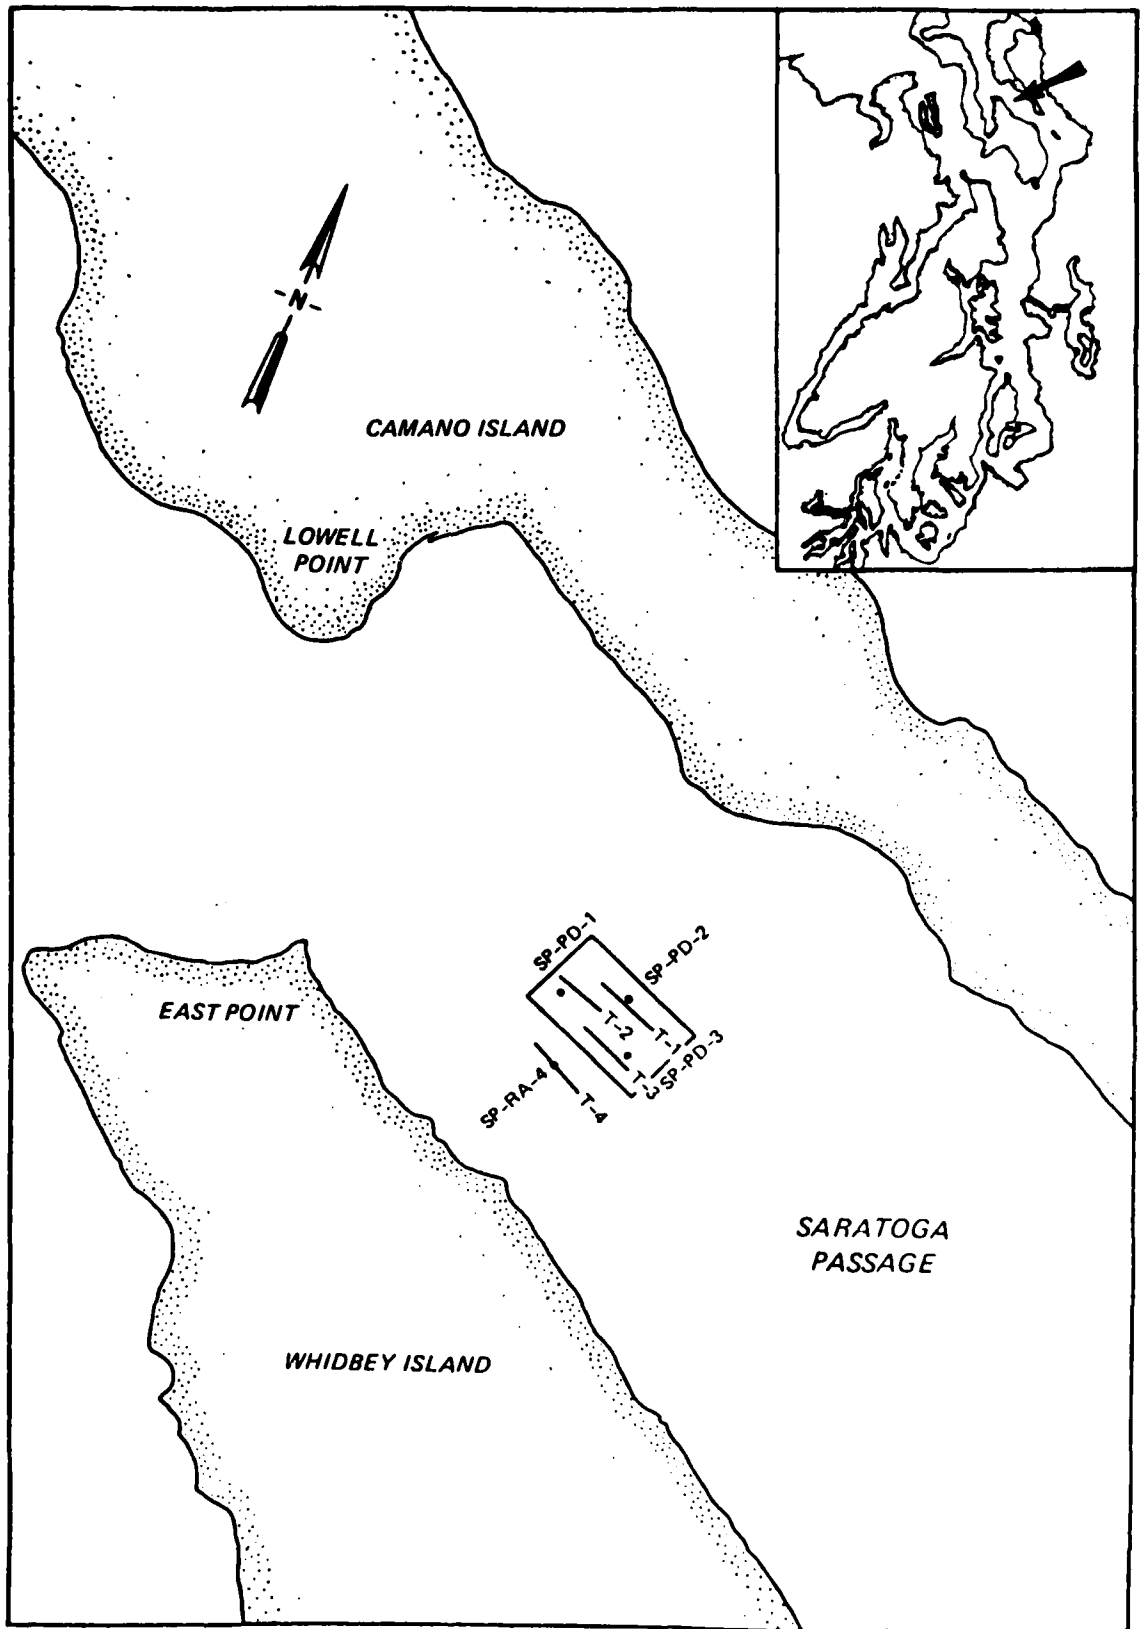 -N-
CAMANO ISLAND
LOWELL
POINT
SP-PD-1
SP-PD-2
EAST POINT
T-2
T-1
SP-PD-3
T-3
SP-RA-4
T-4
SARATOGA
PASSAGE
WHIDBEY ISLAND